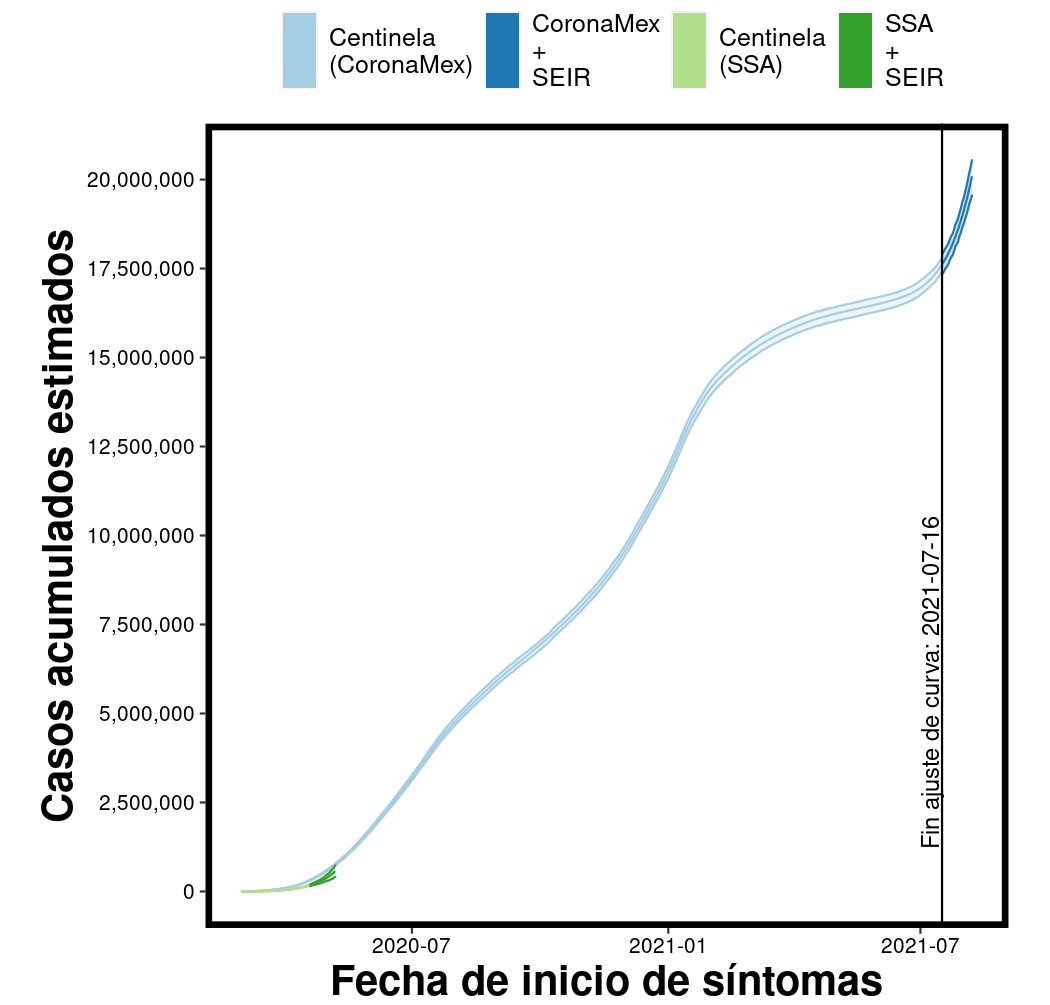 Centinela
(CoronaMex)
CoronaMex
+
SEIR
Centinela
(SSA)
SSA
+
SEIR
Casos acumulados estimados
20,000,000
17,500,000
15,000,000
12,500,000
10,000,000
7,500,000
5,000,000
2,500,000
0
Fin ajuste de curva: 2021-07-16
2020-07
2021-01
2021-07
Fecha de inicio de síntomas